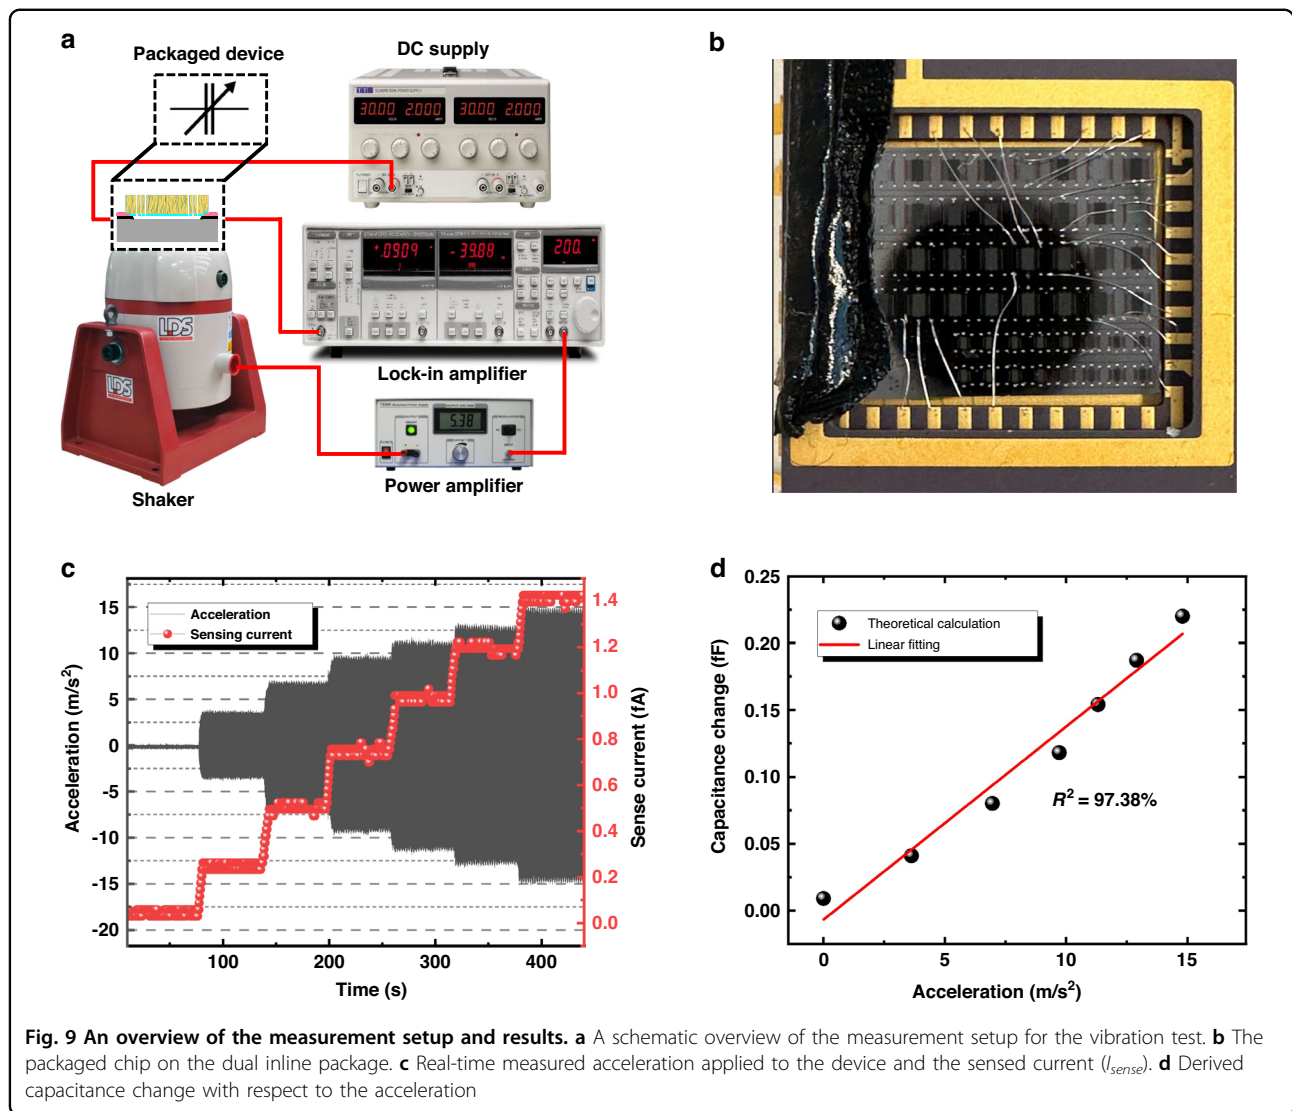 a
Packaged device
DC supply
30.00 2.000 30.00 2.000
.0909 - 39.88 200.
LDS
LDS
Lock-in amplifier
5.38
Power amplifier
Shaker
b
c
Acceleration
Sensing current
15
10
5
0
-5
-10
-15
-20
Acceleration (m/s²)
100
200
300
400
Time (s)
1.4
1.2
1.0
0.8
0.6
0.4
0.2
0.0
Sense current (fA)
d
Theoretical calculation
Linear fitting
0.25
0.20
0.15
0.10
0.05
0.00
Capacitance change (fF)
R² = 97.38%
0
5
10
15
Acceleration (m/s²)
Fig. 9 An overview of the measurement setup and results. a A schematic overview of the measurement setup for the vibration test. b The
packaged chip on the dual inline package. c Real-time measured acceleration applied to the device and the sensed current (Isense). d Derived
capacitance change with respect to the acceleration